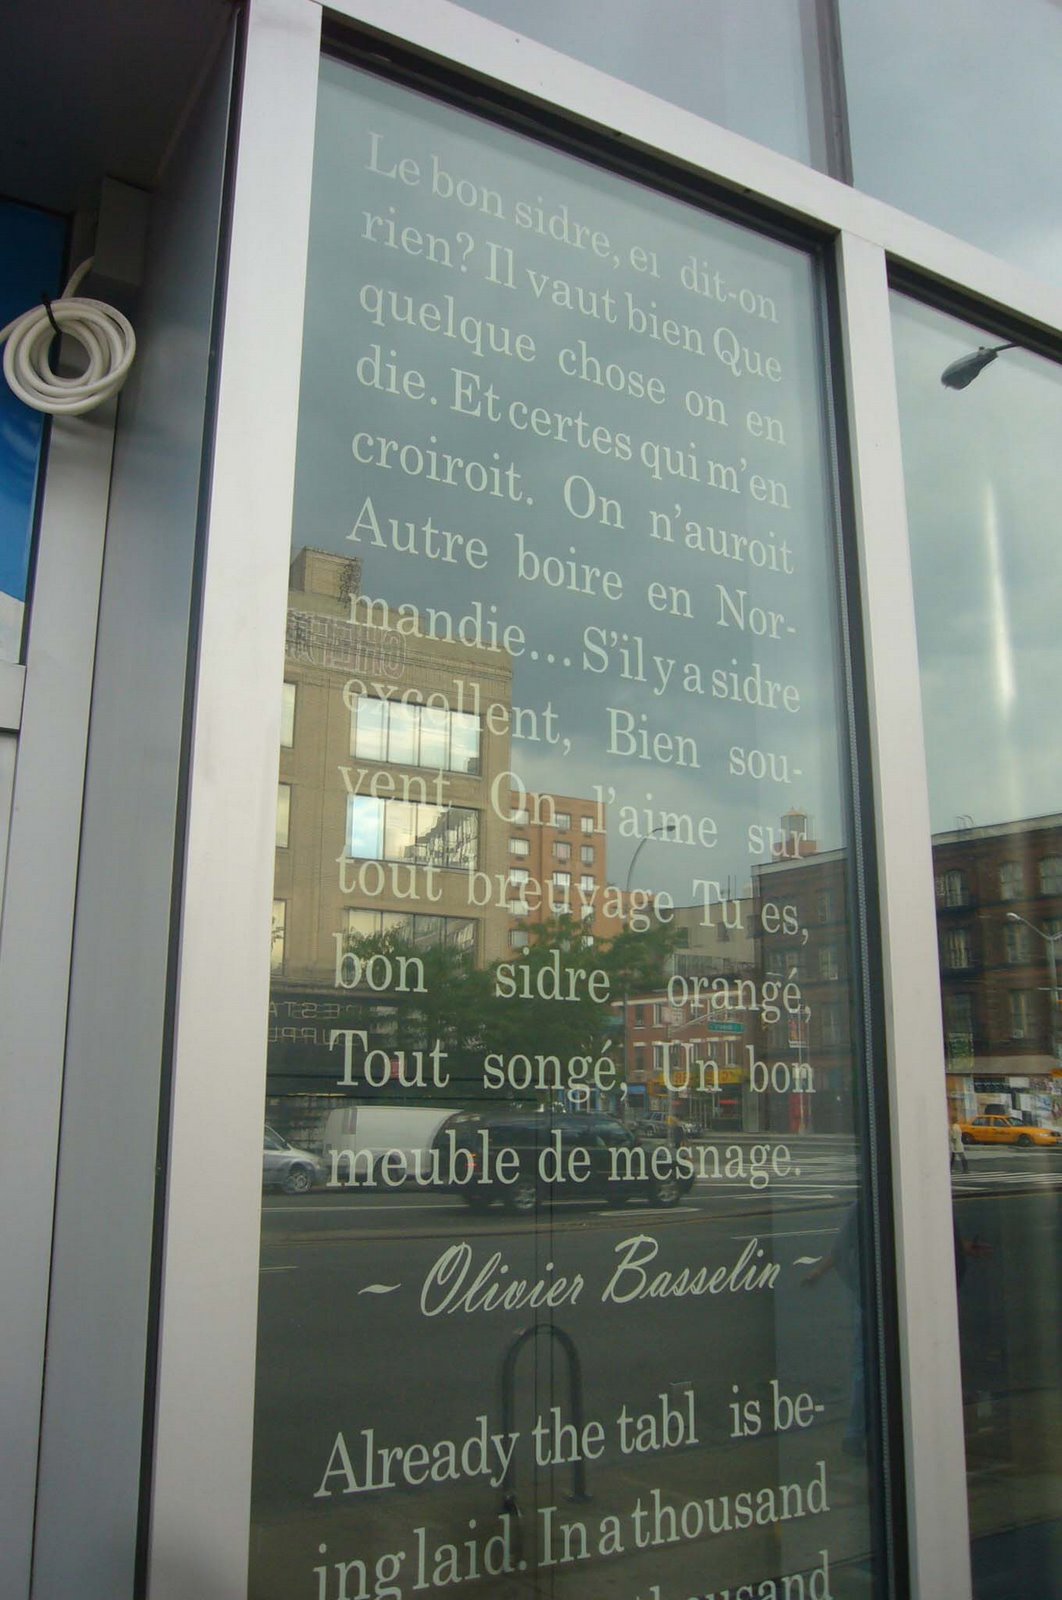 Le bon sidre, ei dit-on
rien? Il vaut bien Que
quelque chose on en
die. Et certes qui m'en
croiroit. On n'auroit
Autre boire en Nor-
mandie... S'il y a sidre
excellent, Bien sou-
vent On l'aime sur
tout breuvage Tu es,
bon sidre orangé,
Tout songé, Un bon
meuble de mesnage.
~ Olivier Basselin ~
Already the tabl is be-
ing laid. In a thousand
thousand